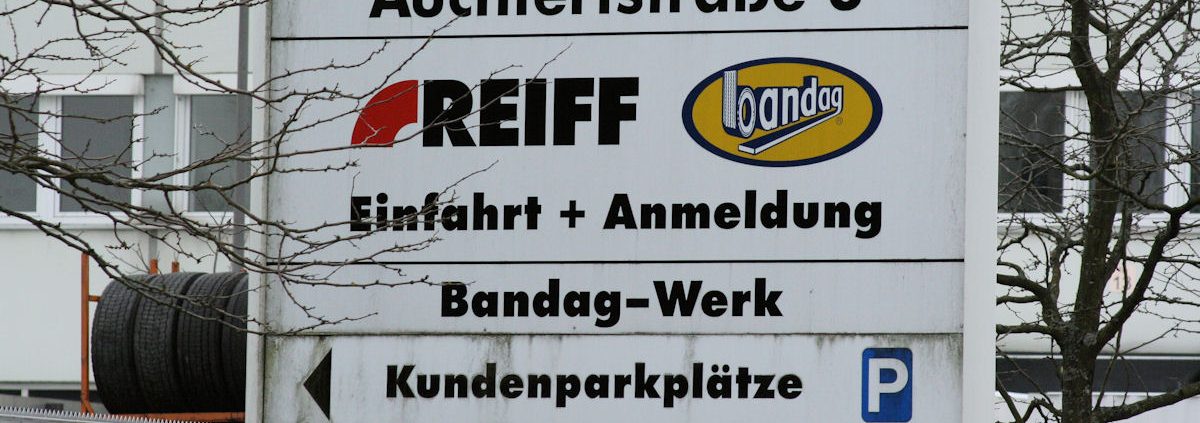 REIFF bandag
Einfahrt + Anmeldung
Bandag-Werk
Kundenparkplätze P